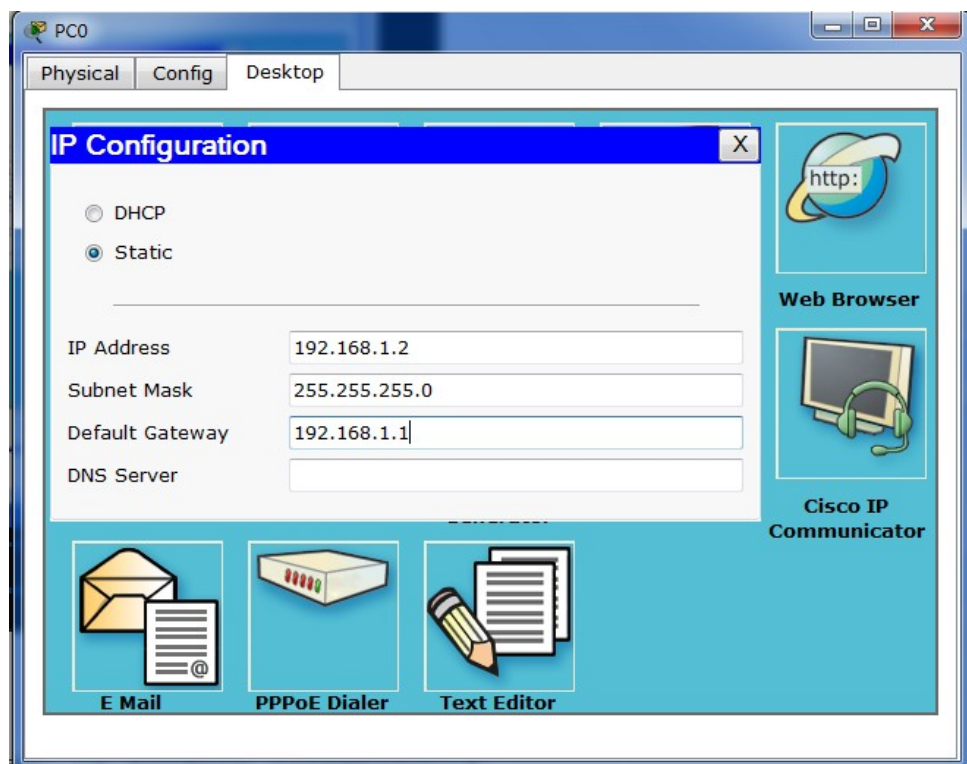 PC0
Physical Config Desktop
IP Configuration X
DHCP
Static
IP Address 192.168.1.2
Subnet Mask 255.255.255.0
Default Gateway 192.168.1.1
DNS Server
http:
Web Browser
Cisco IP
Communicator
@
E Mail PPPoE Dialer Text Editor